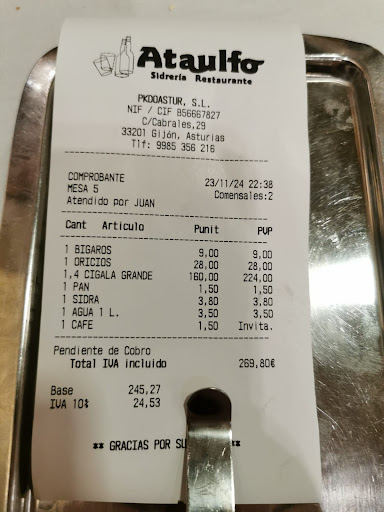 Ataulfo
Sidrería Restaurante
PKDOASTUR, S.L.
NIF / CIF B56667827
C/Cabrales,29
33201 Gijón, Asturias
Tlf: 9985 356 216
COMPROBANTE 23/11/24 22:38
MESA 5 Comensales:2
Atendido por JUAN
Cant Articulo Punit PVP
1 BIGAROS 9,00 9,00
1 ORICIOS 28,00 28,00
1,4 CIGALA GRANDE 160,00 224,00
1 PAN 1,50 1,50
1 SIDRA 3,80 3,80
1 AGUA 1 L. 3,50 3,50
1 CAFE 1,50 Invita.
Pendiente de Cobro
Total IVA incluido 269,80€
Base 245,27
IVA 10% 24,53
** GRACIAS POR SU **